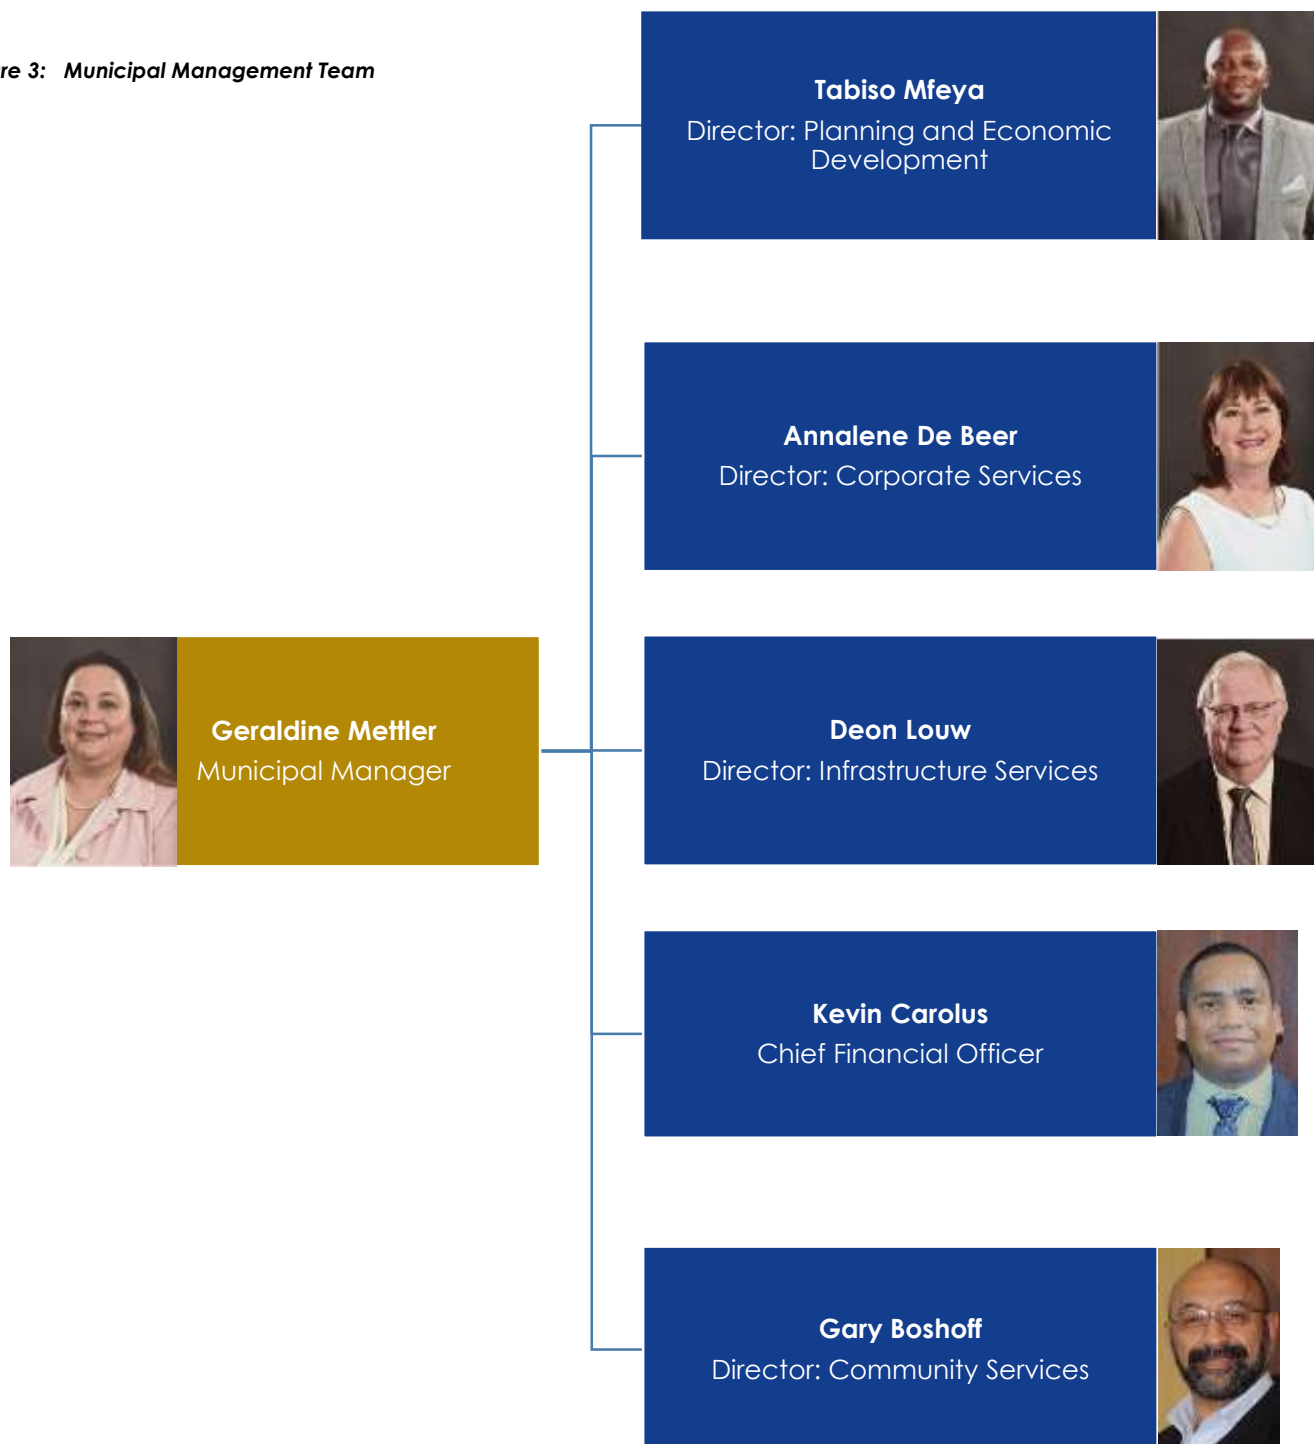 re 3: Municipal Management Team
Tabiso Mfeya
Director: Planning and Economic
Development
Annalene De Beer
Director: Corporate Services
Geraldine Mettler
Municipal Manager
Deon Louw
Director: Infrastructure Services
Kevin Carolus
Chief Financial Officer
Gary Boshoff
Director: Community Services